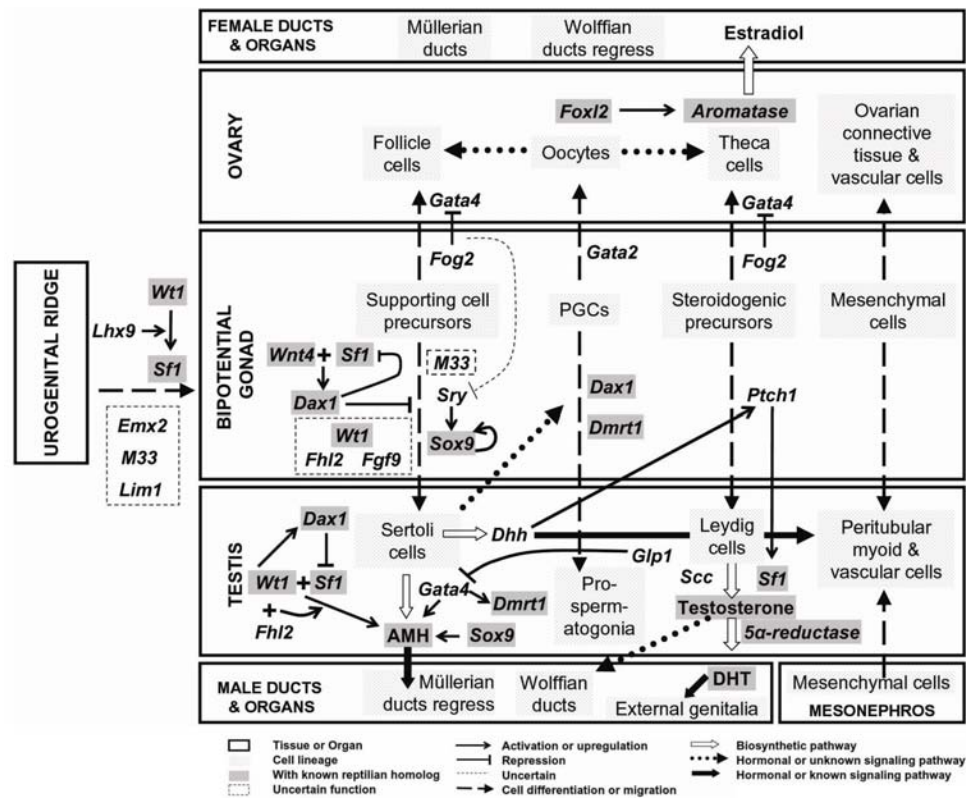 FEMALE DUCTS
& ORGANS
Müllerian
ducts
Wolffian
ducts regress
Estradiol
OVARY
Foxl2
Aromatase
Follicle
cells
Oocytes
Theca
cells
Ovarian
connective
tissue &
vascular cells
Gata4
Gata4
UROGENITAL RIDGE
Wt1
Lhx9
Sf1
Emx2
M33
Lim1
BIPOTENTIAL
GONAD
Fog2
Gata2
Fog2
Supporting cell
precursors
PGCs
Steroidogenic
precursors
Mesenchymal
cells
Wnt4 + Sf1
M33
Dax1
Sry
Dax1
Ptch1
Wt1
Sox9
Dmrt1
Fhl2 Fgf9
TESTIS
Dax1
Sertoli
cells
Dhh
Leydig
cells
Peritubular
myoid &
vascular cells
Glp1
Wt1 + Sf1
Gata4
Scc
Sf1
+
Fhl2
Dmrt1
Pro-
sperm-
atogonia
Testosterone
AMH
Sox9
5α-reductase
MALE DUCTS
& ORGANS
Müllerian
ducts regress
Wolffian
ducts
DHT
External genitalia
Mesenchymal cells
MESONEPHROS
Tissue or Organ
Cell lineage
With known reptilian homolog
Uncertain function
Activation or upregulation
Repression
Uncertain
Cell differentiation or migration
Biosynthetic pathway
Hormonal or unknown signaling pathway
Hormonal or known signaling pathway